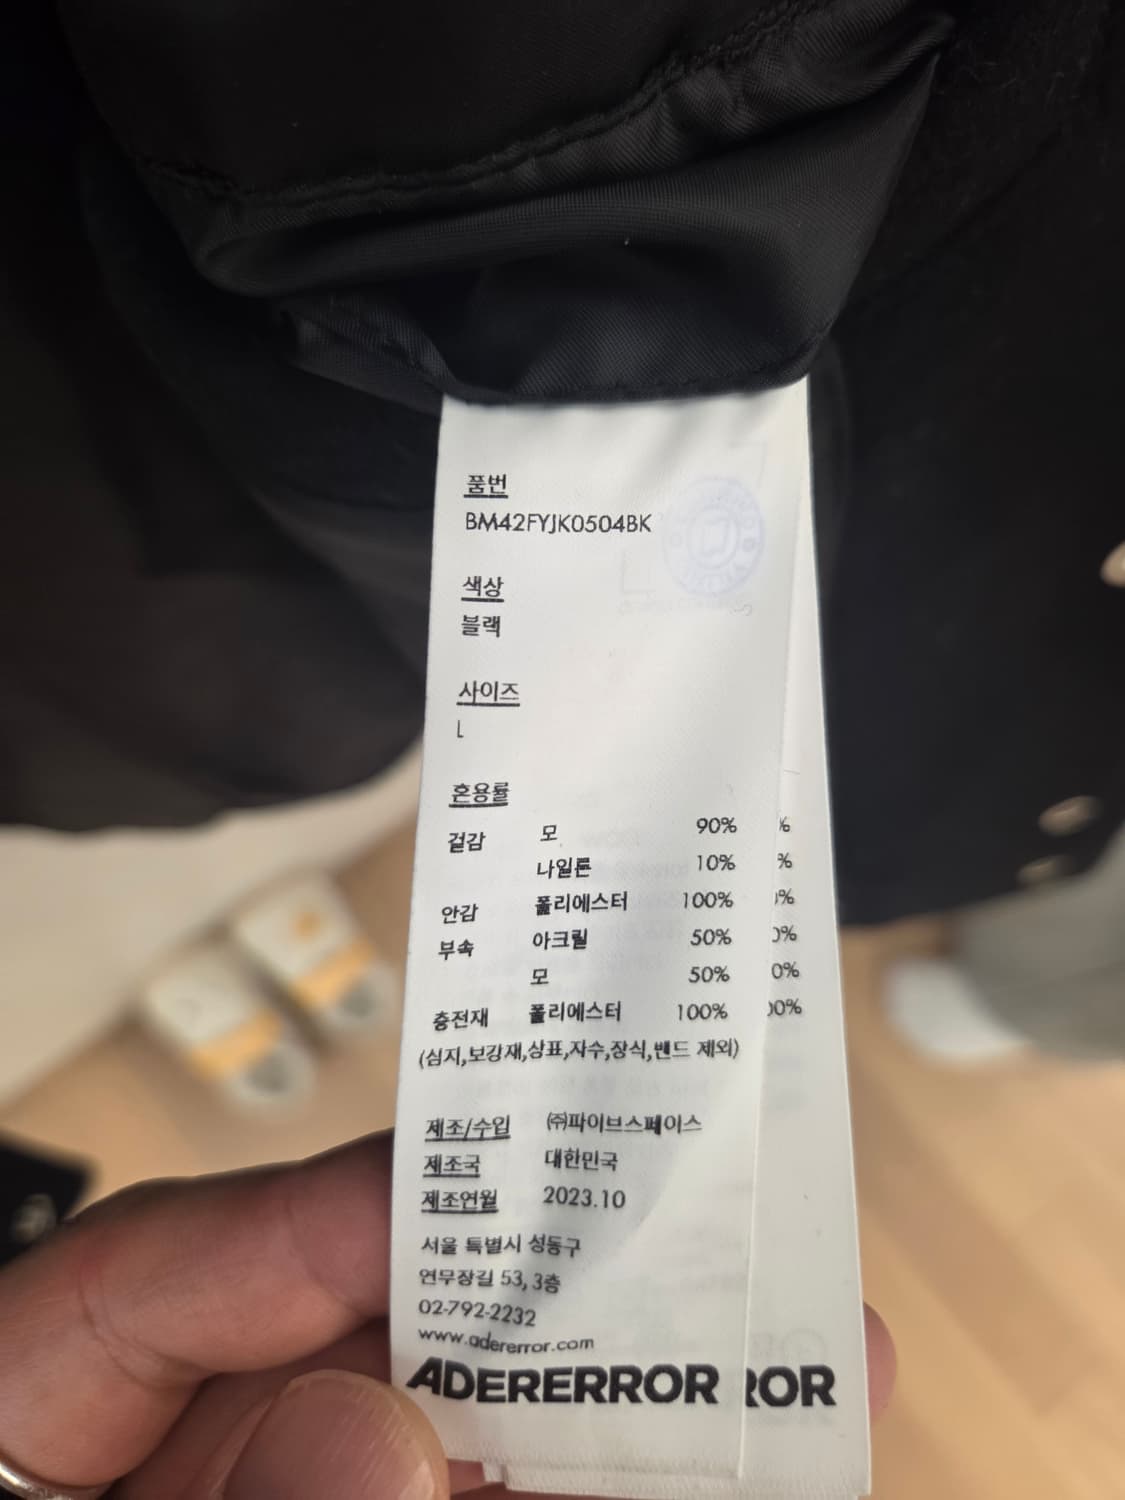 품번
BM42FYJK0504BK
색상
블랙
사이즈
L
혼용률
겉감 모 90%
나일론 10%
안감 폴리에스터 100%
부속 아크릴 50%
모 50%
충전재 폴리에스터 100%
(심지,보강재,상표,자수,장식,밴드 제외)
제조/수입 ㈜파이브스페이스
제조국 대한민국
제조연월 2023.10
서울 특별시 성동구
연무장길 53, 3층
02-792-2232
www.adererror.com
ADERERROR
%
%
)%
0%
0%
00%
ROR